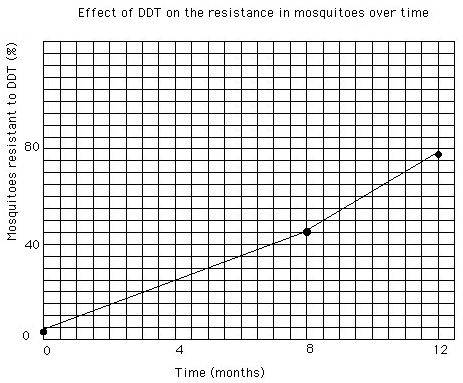 Effect of DDT on the resistance in mosquitoes over time
Mosquitoes resistant to DDT (%)
80
40
0
0 4 8 12
Time (months)